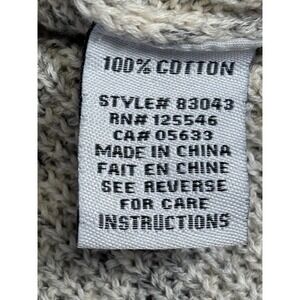 100% COTTON
STYLE# 83043
RN# 125546
CA# 05633
MADE IN CHINA
FAIT EN CHINE
SEE REVERSE
FOR CARE
INSTRUCTIONS